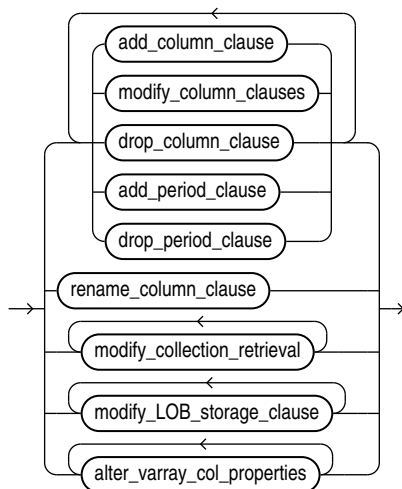 add_column_clause
modify_column_clauses
drop_column_clause
add_period_clause
drop_period_clause
rename_column_clause
modify_collection_retrieval
modify_LOB_storage_clause
alter_varray_col_properties